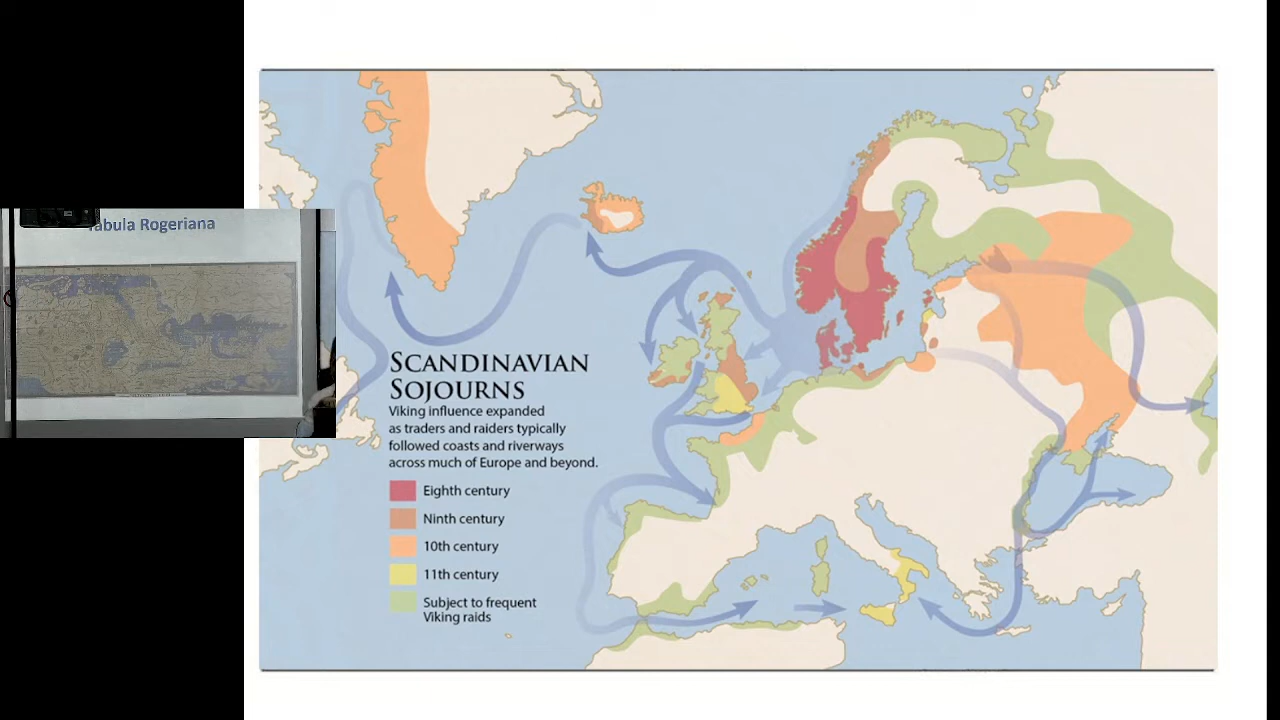 Tabula Rogeriana
SCANDINAVIAN
SOJOURNS
Viking influence expanded
as traders and raiders typically
followed coasts and riverways
across much of Europe and beyond.
Eighth century
Ninth century
10th century
11th century
Subject to frequent
Viking raids